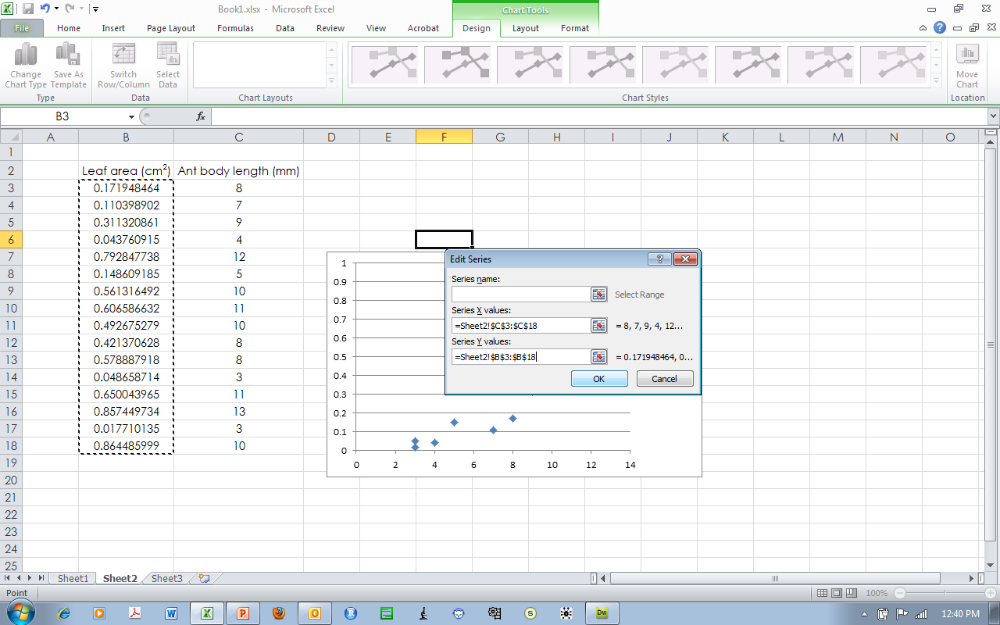 Book1.xlsx - Microsoft Excel
Chart Tools
File Home Insert Page Layout Formulas Data Review View Acrobat Design Layout Format
Change Chart Type
Save As Template
Switch Row/Column
Select Data
Move Chart
Type
Data
Chart Layouts
Chart Styles
Location
B3
fx
A B C D E F G H I J K L M N O
1
2 Leaf area (cm²) Ant body length (mm)
3 0.171948464 8
4 0.110398902 7
5 0.311320861 9
6 0.043760915 4
7 0.792847738 12
8 0.148609185 5
9 0.561316492 10
10 0.606586632 11
11 0.492675279 10
12 0.421370628 8
13 0.578887918 8
14 0.048658714 3
15 0.650043965 11
16 0.857449734 13
17 0.017710135 3
18 0.864485999 10
19
20
21
22
23
24
25
1
0.9
0.8
0.7
0.6
0.5
0.4
0.3
0.2
0.1
0
0 2 4 6 8 10 12 14
Edit Series
?
Series name:
Select Range
Series X values:
=Sheet2!$C$3:$C$18 = 8, 7, 9, 4, 12...
Series Y values:
=Sheet2!$B$3:$B$18 = 0.171948464, 0...
OK Cancel
Sheet1 Sheet2 Sheet3
Point
100%
W X P O R S Dw
12:40 PM